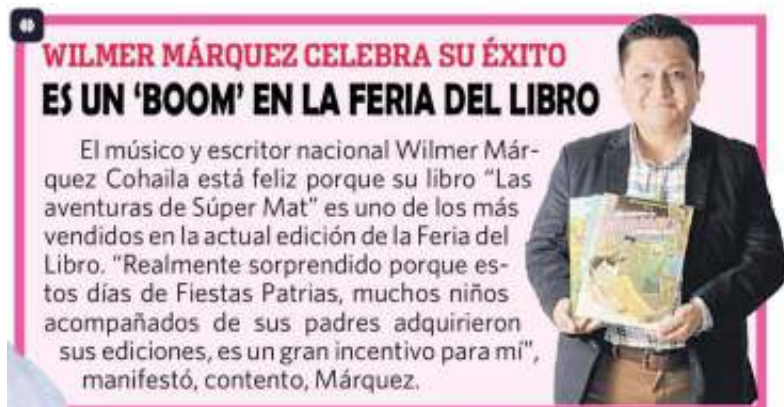 WILMER MÁRQUEZ CELEBRA SU ÉXITO
ES UN ‘BOOM’ EN LA FERIA DEL LIBRO
El músico y escritor nacional Wilmer Már-
quez Cohaila está feliz porque su libro “Las
aventuras de Súper Mat” es uno de los más
vendidos en la actual edición de la Feria del
Libro. “Realmente sorprendido porque es-
tos días de Fiestas Patrias, muchos niños
acompañados de sus padres adquirieron
sus ediciones, es un gran incentivo para mí”,
manifestó, contento, Márquez.